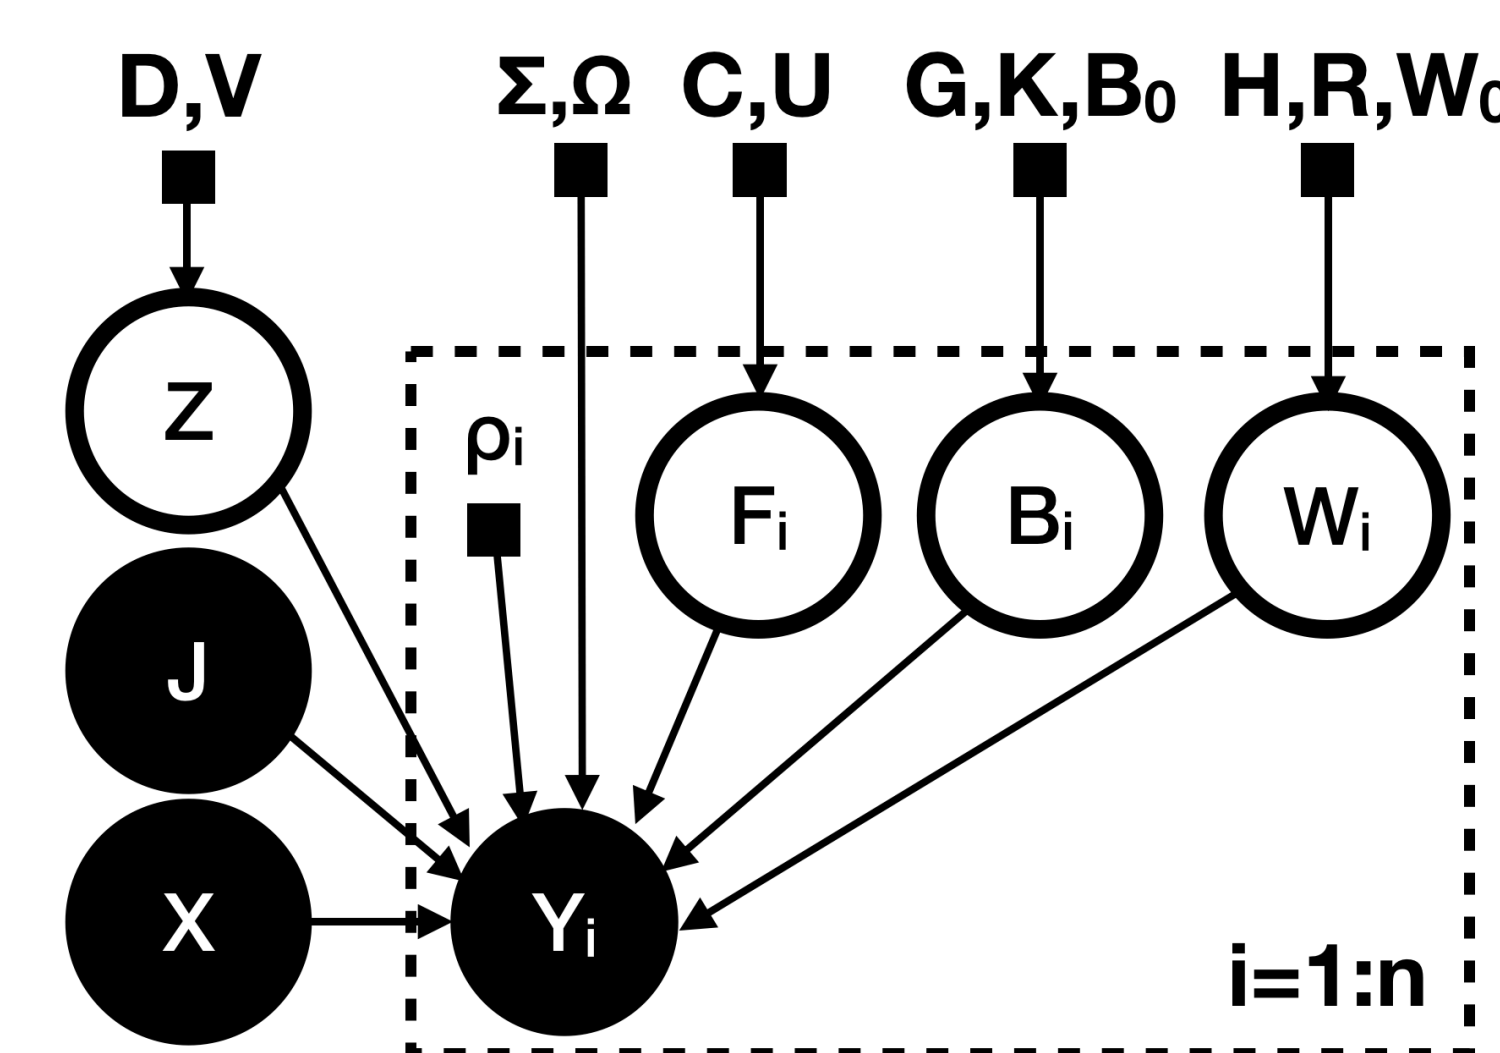 D,V Σ,Ω C,U G,K,B₀ H,R,W₀
Z
ρᵢ
Fᵢ Bᵢ Wᵢ
J
X Yᵢ
i=1:n